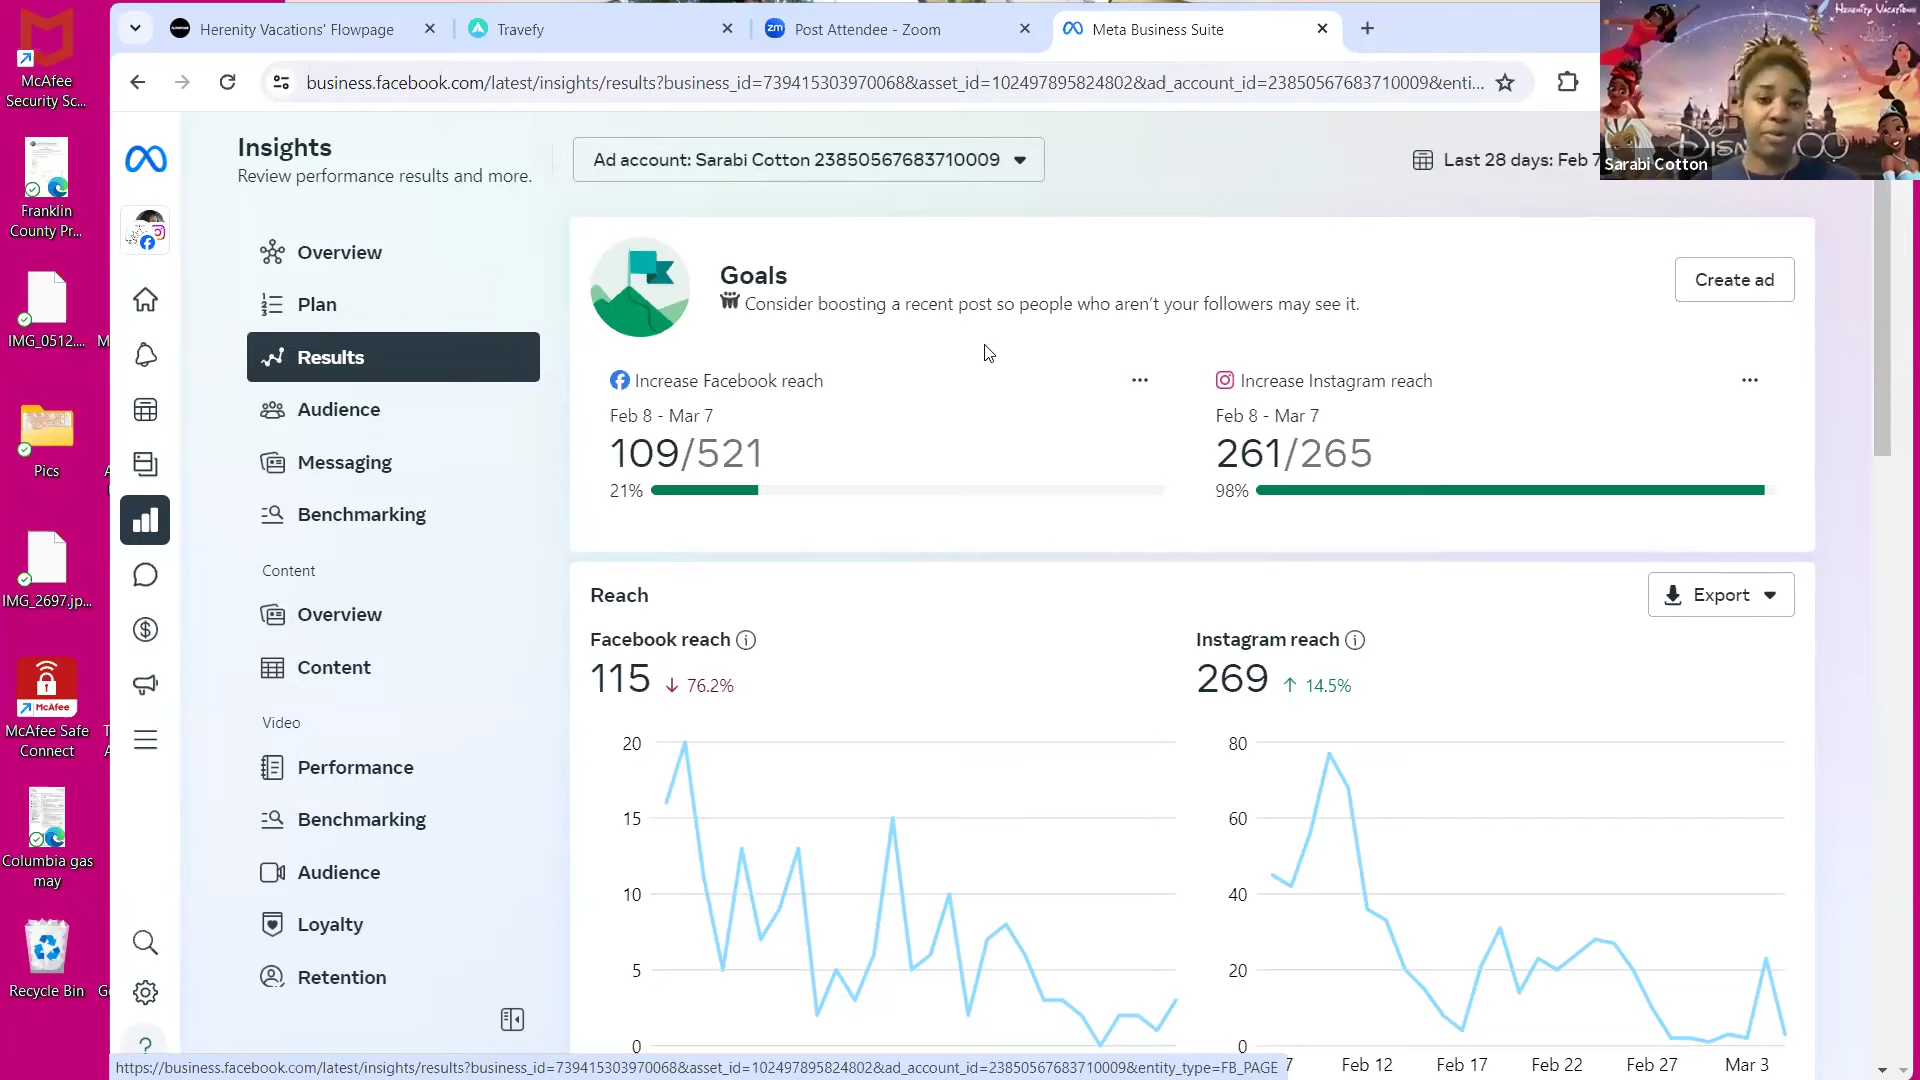 Herenity Vacations' Flowpage
Travefy
zm
Post Attendee - Zoom
Meta Business Suite
business.facebook.com/latest/insights/results?business_id=739415303970068&asset_id=102497895824802&ad_account_id=23850567683710009&enti...
HERENITY VACATIONS
Sarabi Cotton
McAfee
Security Sc...
Franklin
County Pr...
IMG_0512....
M
Pics
IMG_2697.jp...
McAfee
McAfee Safe
Connect
Columbia gas
may
Recycle Bin
Insights
Review performance results and more.
Ad account: Sarabi Cotton 23850567683710009
Last 28 days: Feb 7
Overview
Plan
Results
Audience
Messaging
Benchmarking
Content
Overview
Content
Video
Performance
Benchmarking
Audience
Loyalty
Retention
Goals
Consider boosting a recent post so people who aren't your followers may see it.
Create ad
Increase Facebook reach
Feb 8 - Mar 7
109/521
21%
Increase Instagram reach
Feb 8 - Mar 7
261/265
98%
Reach
Export
Facebook reach
115 ↓ 76.2%
20
15
10
5
0
Instagram reach
269 ↑ 14.5%
80
60
40
20
0
7
Feb 12
Feb 17
Feb 22
Feb 27
Mar 3
https://business.facebook.com/latest/insights/results?business_id=739415303970068&asset_id=102497895824802&ad_account_id=23850567683710009&entity_type=FB_PAGE